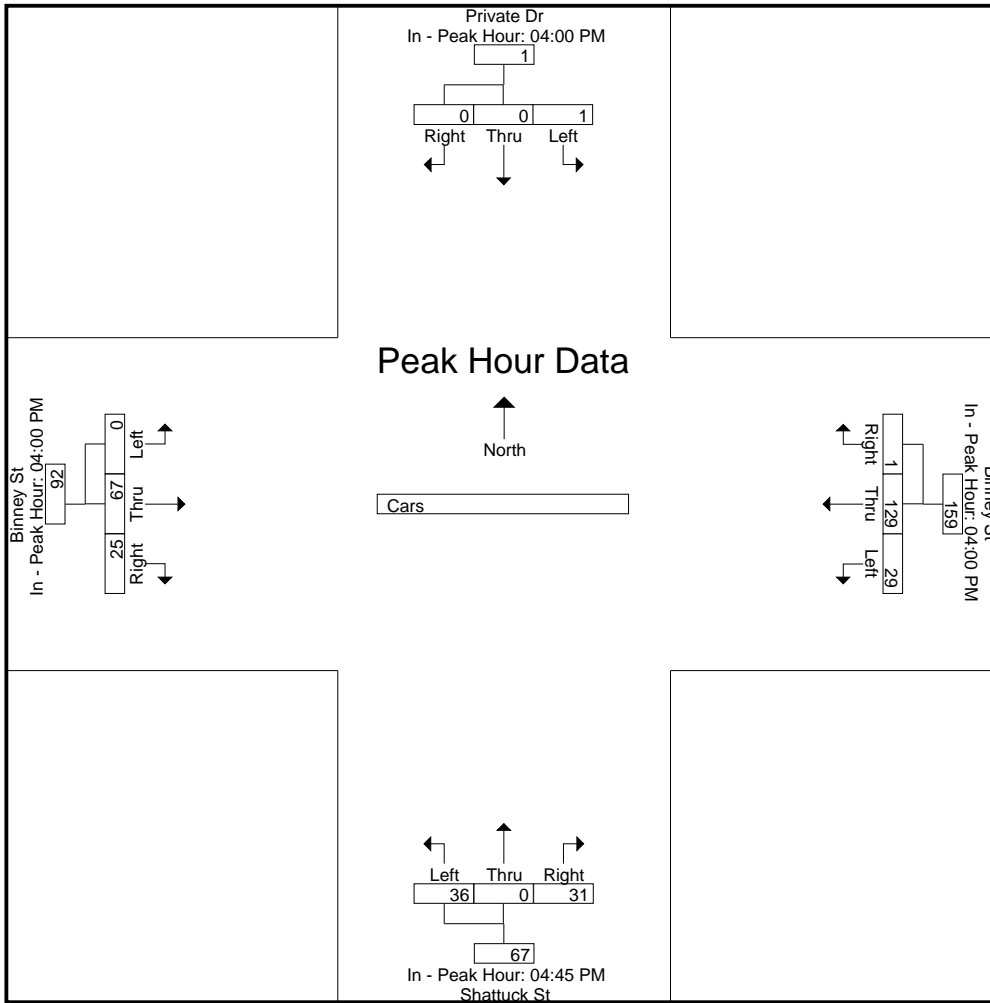 Private Dr
In - Peak Hour: 04:00 PM
1
0 0 1
Right Thru Left
Peak Hour Data
North
Cars
Binney St
In - Peak Hour: 04:00 PM
92
0 67 25
Left Thru Right
Right Thru Left
1 129 29
159
In - Peak Hour: 04:00 PM
Binney St
Left Thru Right
36 0 31
67
In - Peak Hour: 04:45 PM
Shattuck St